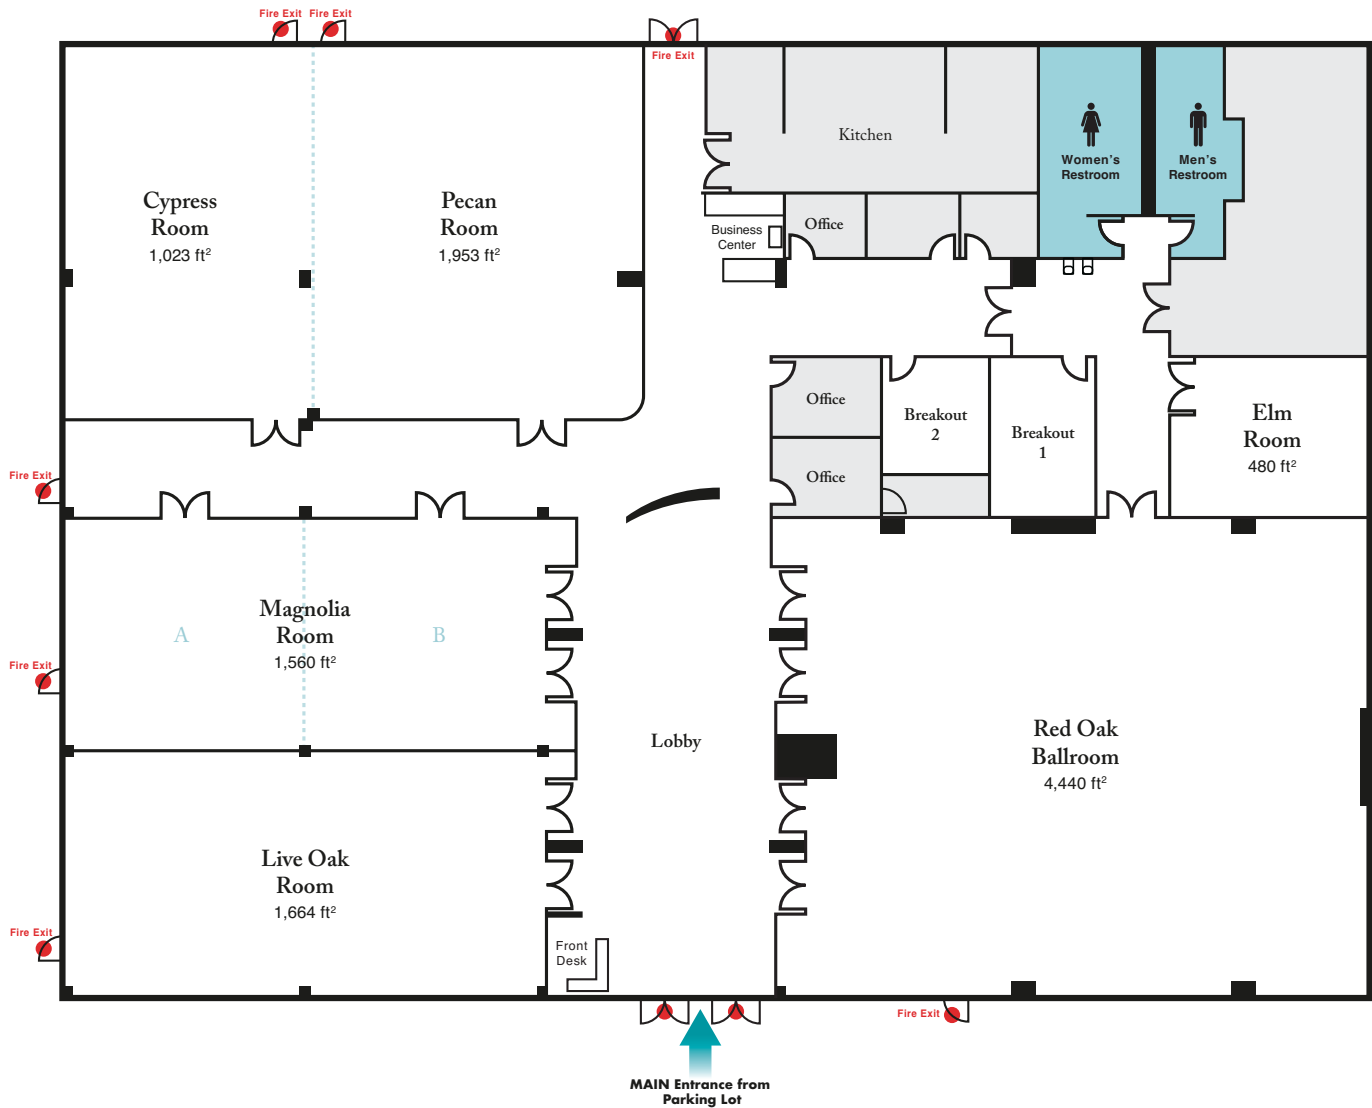 Fire Exit
Fire Exit
Fire Exit
Kitchen
Women's
Restroom
Men's
Restroom
Cypress
Room
1,023 ft²
Pecan
Room
1,953 ft²
Business
Center
Office
Office
Breakout
2
Breakout
1
Elm
Room
480 ft²
Office
Fire Exit
Magnolia
Room
1,560 ft²
A
B
Fire Exit
Lobby
Red Oak
Ballroom
4,440 ft²
Live Oak
Room
1,664 ft²
Fire Exit
Front
Desk
Fire Exit
MAIN Entrance from
Parking Lot